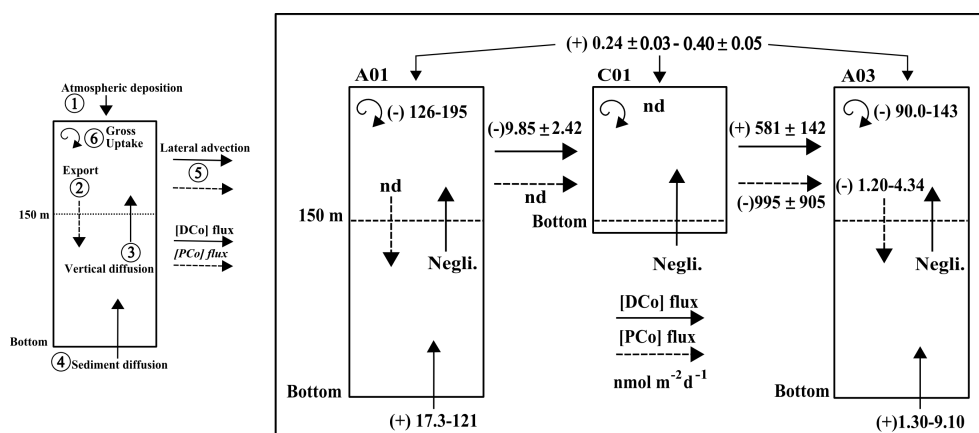 Atmospheric deposition
①
⑥ Gross
Uptake
Lateral advection
⑤
Export
②
150 m
③
[DCo] flux
[PCo] flux
Vertical diffusion
Bottom
④ Sediment diffusion
(+) 0.24 ± 0.03 - 0.40 ± 0.05
A01
C01
A03
(-) 126-195
nd
(-) 90.0-143
(-)9.85 ± 2.42
(+) 581 ± 142
nd
nd
(-) 1.20-4.34
(-)995 ± 905
150 m
Bottom
Negli.
Negli.
Negli.
[DCo] flux
[PCo] flux
nmol m-2 d-1
Bottom
Bottom
(+) 17.3-121
(+)1.30-9.10